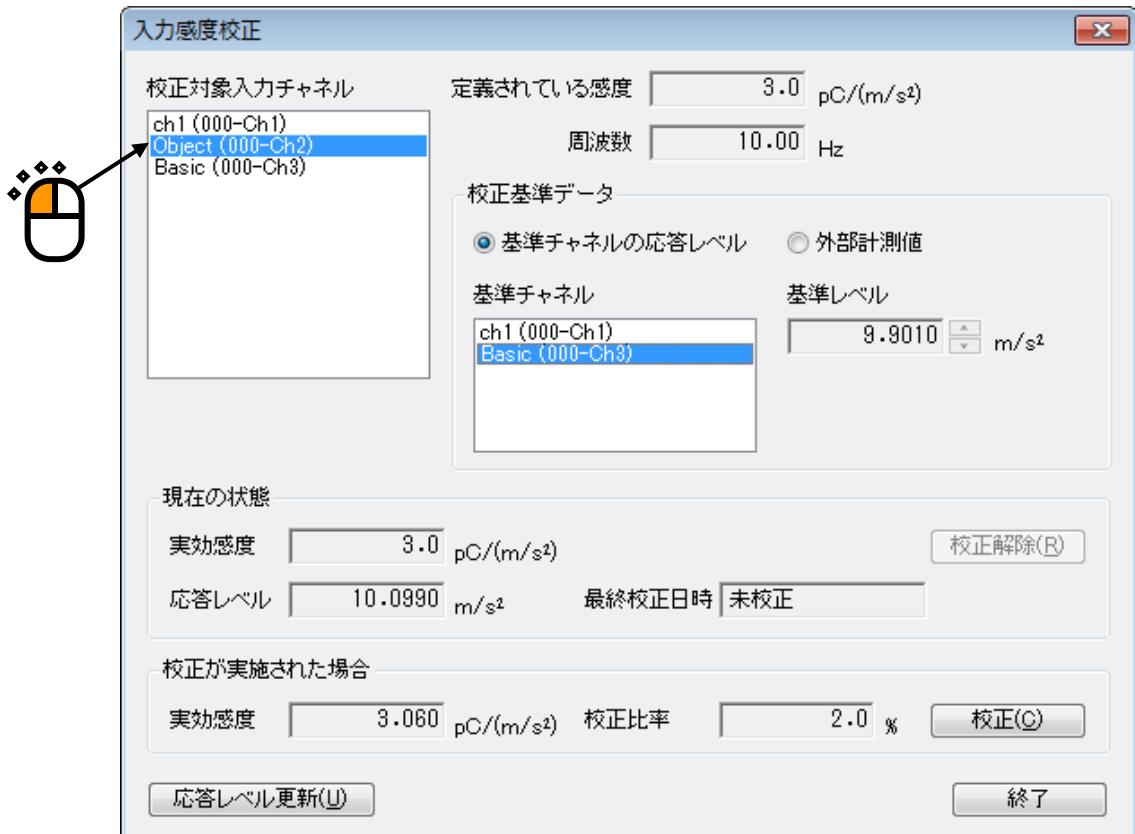 入力感度校正
校正対象入力チャネル
ch1 (000-Ch1)
Object (000-Ch2)
Basic (000-Ch3)
定義されている感度 3.0 pC/(m/s²)
周波数 10.00 Hz
校正基準データ
基準チャネルの応答レベル 外部計測値
基準チャネル 基準レベル
ch1 (000-Ch1)
Basic (000-Ch3)
9.9010 m/s²
現在の状態
実効感度 3.0 pC/(m/s²) 校正解除(R)
応答レベル 10.0990 m/s² 最終校正日時 未校正
校正が実施された場合
実効感度 3.060 pC/(m/s²) 校正比率 2.0 % 校正(C)
応答レベル更新(U) 終了